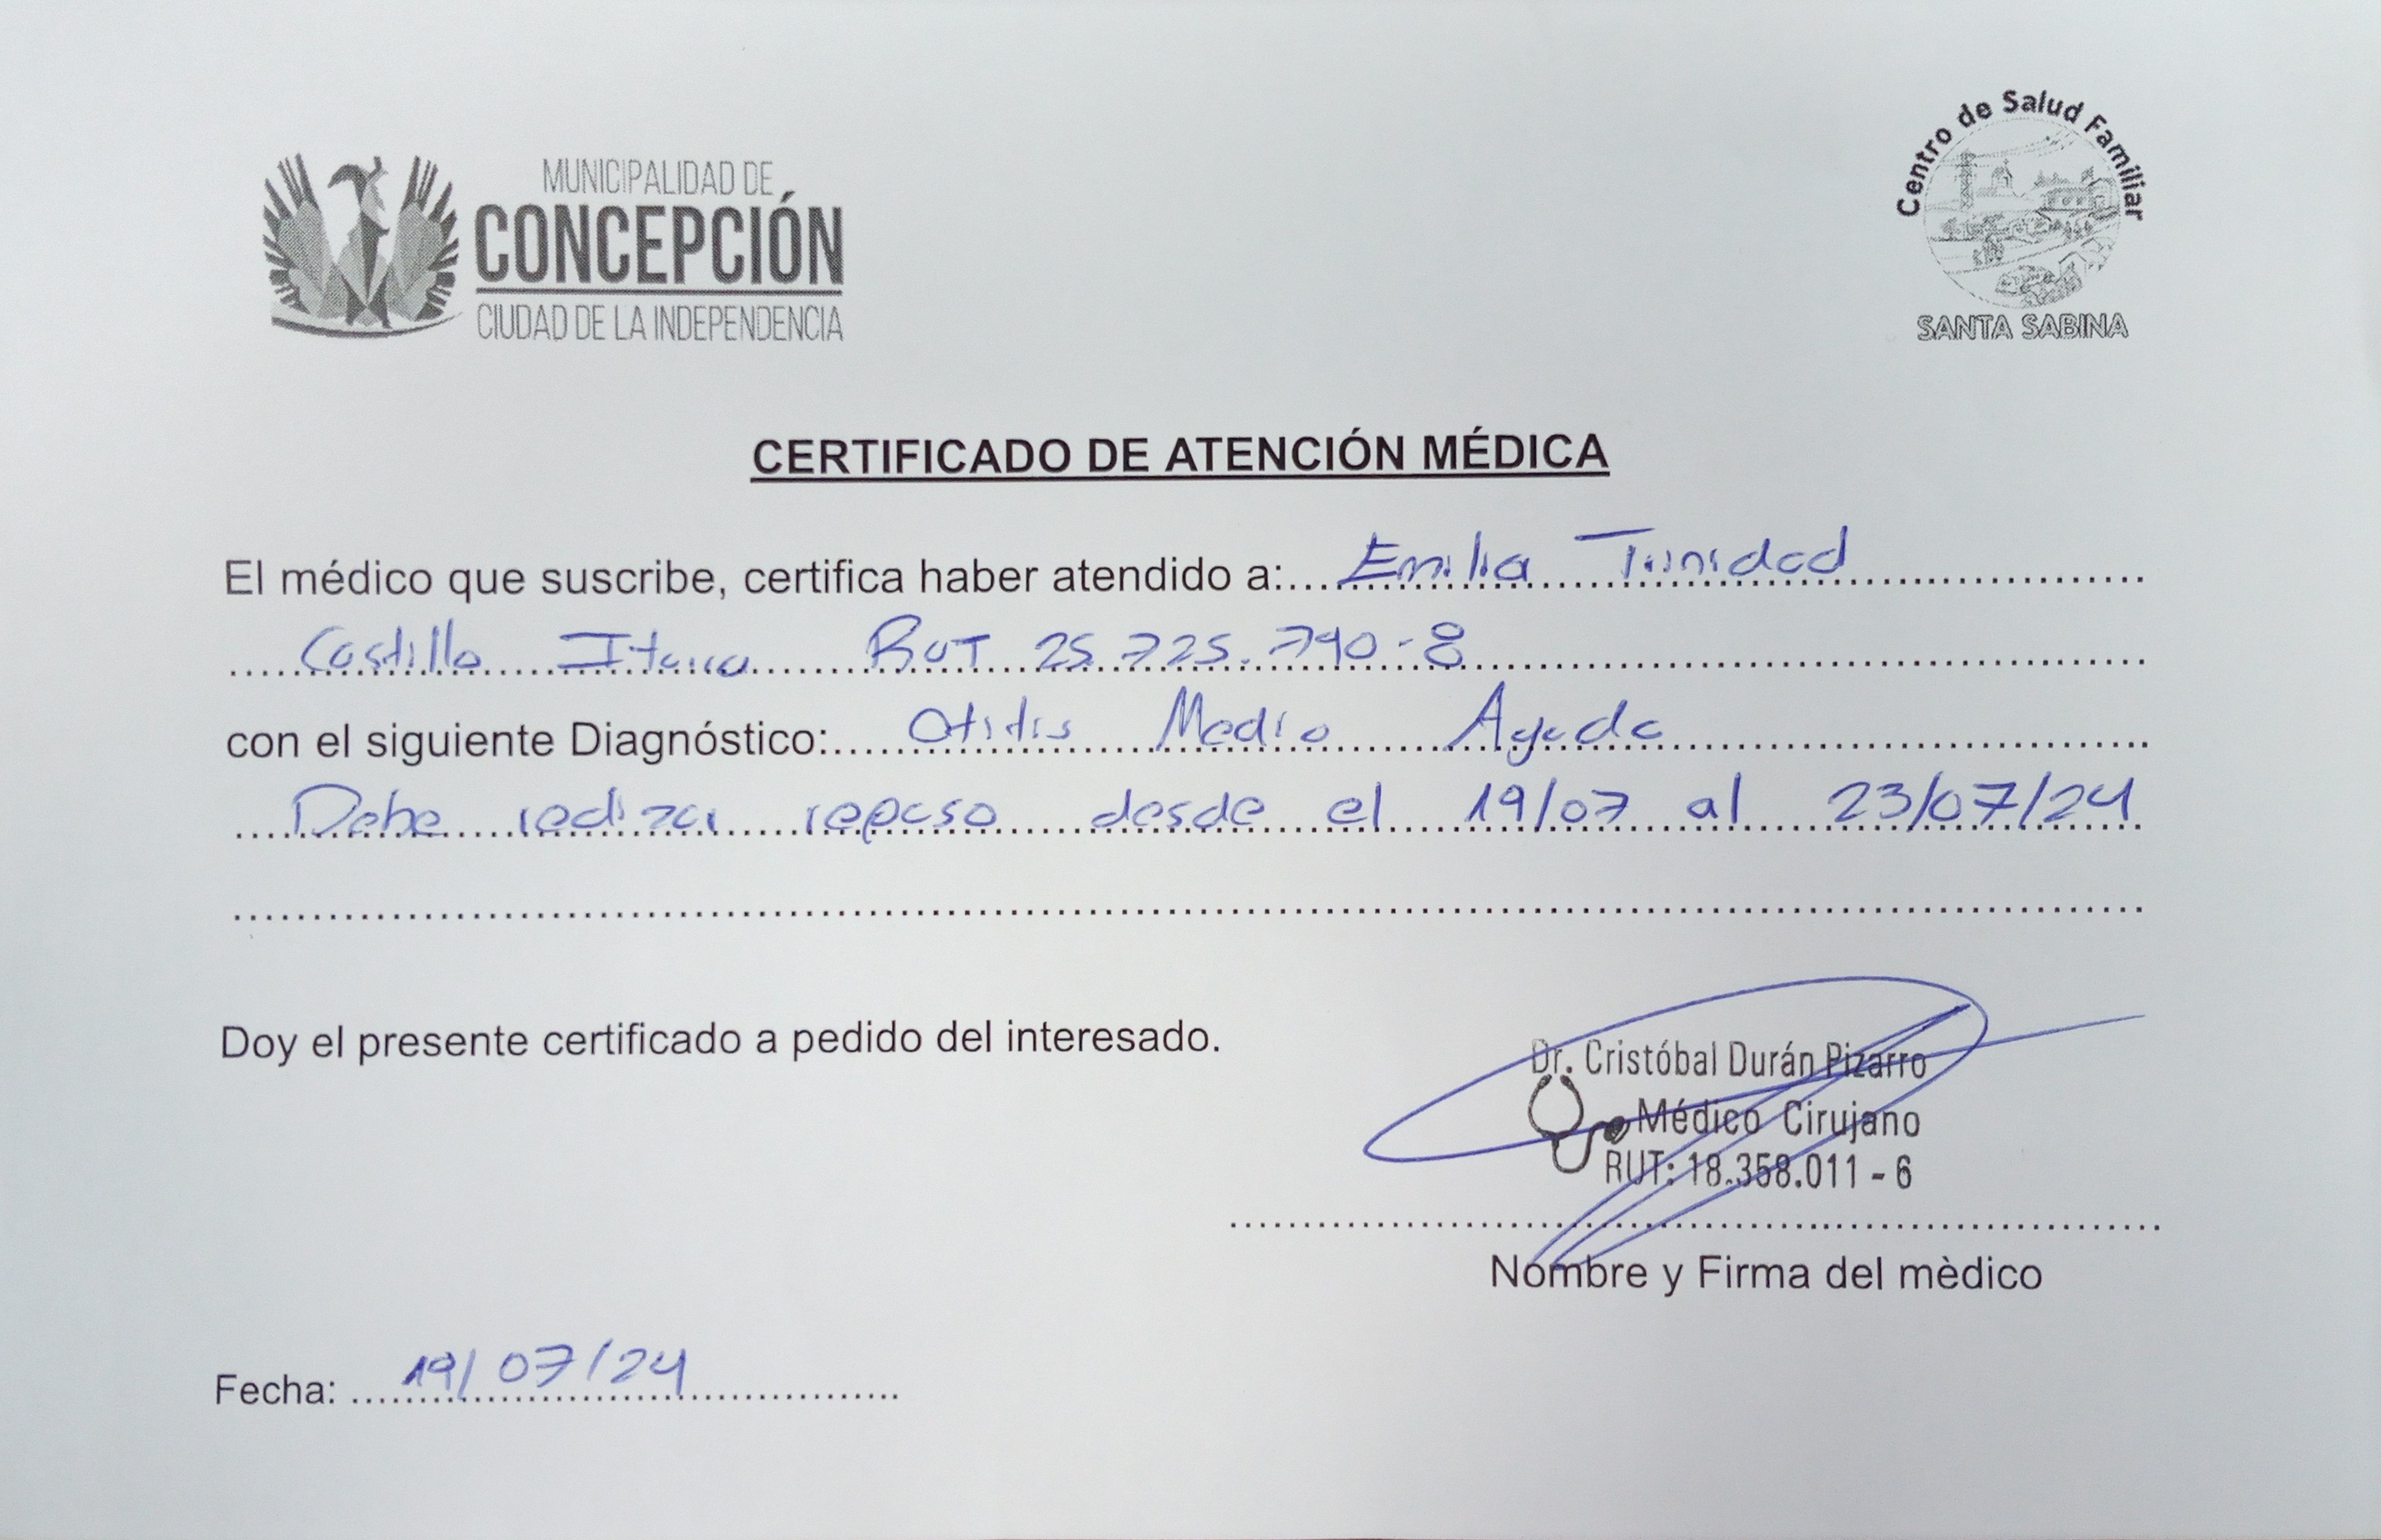 MUNICIPALIDAD DE
CONCEPCIÓN
CIUDAD DE LA INDEPENDENCIA
Centro de Salud Familiar
SANTA SABINA
CERTIFICADO DE ATENCIÓN MÉDICA
El médico que suscribe, certifica haber atendido a: Emilia Trinidad
Castillo RUT 25.725.790-8
con el siguiente Diagnóstico: Otitis Media Aguda
Debe realizar reposo desde el 19/07 al 23/07/24
Doy el presente certificado a pedido del interesado.
Dr. Cristóbal Durán Pizarro
Médico Cirujano
RUT: 18.358.011 - 6
Nombre y Firma del mèdico
Fecha: 19/07/24